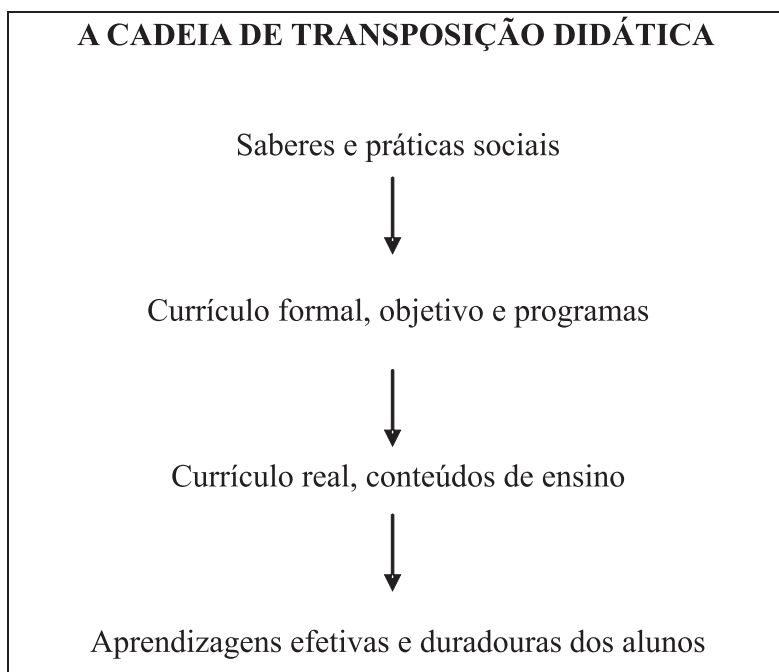 A CADEIA DE TRANSPOSIÇÃO DIDÁTICA
Saberes e práticas sociais
Currículo formal, objetivo e programas
Currículo real, conteúdos de ensino
Aprendizagens efetivas e duradouras dos alunos